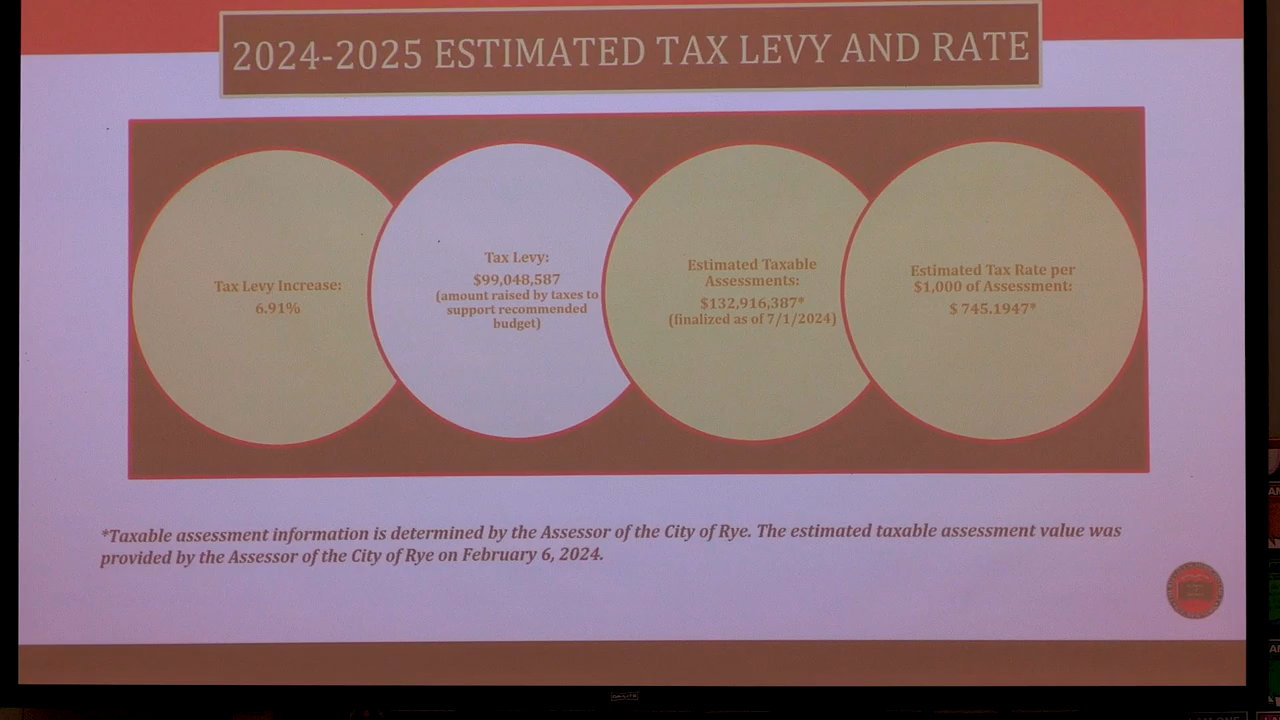 2024-2025 ESTIMATED TAX LEVY AND RATE
Tax Levy Increase:
6.91%
Tax Levy:
$99,048,587
(amount raised by taxes to
support recommended
budget)
Estimated Taxable
Assessments:
$132,916,387*
(finalized as of 7/1/2024)
Estimated Tax Rate per
$1,000 of Assessment:
$ 745.1947*
*Taxable assessment information is determined by the Assessor of the City of Rye. The estimated taxable assessment value was
provided by the Assessor of the City of Rye on February 6, 2024.